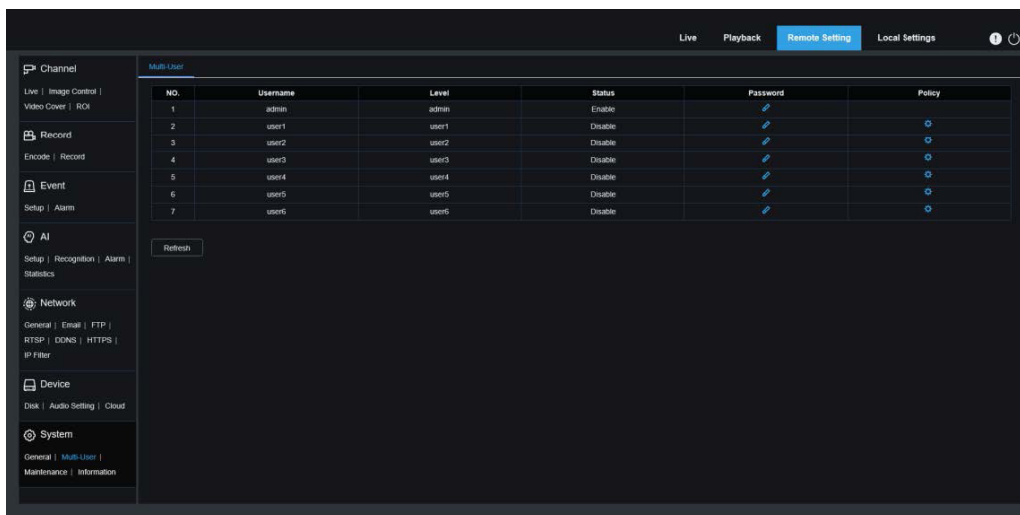 Live Playback Remote Setting Local Settings
Channel
Live | Image Control |
Video Cover | ROI
Record
Encode | Record
Event
Setup | Alarm
AI
Setup | Recognition | Alarm |
Statistics
Network
General | Email | FTP |
RTSP | DDNS | HTTPS |
IP Filter
Device
Disk | Audio Setting | Cloud
System
General | Multi-User |
Maintenance | Information
Multi-User
NO. Username Level Status Password Policy
1 admin admin Enable
2 user1 user1 Disable
3 user2 user2 Disable
4 user3 user3 Disable
5 user4 user4 Disable
6 user5 user5 Disable
7 user6 user6 Disable
Refresh